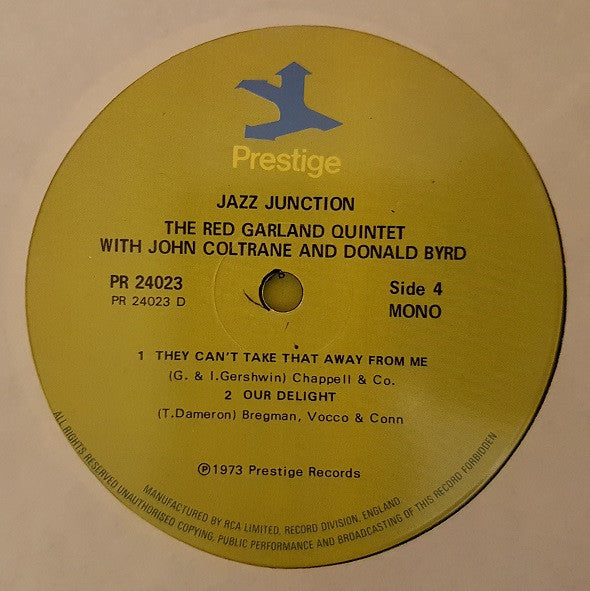 Prestige
JAZZ JUNCTION
THE RED GARLAND QUINTET
WITH JOHN COLTRANE AND DONALD BYRD
PR 24023
PR 24023 D
Side 4
MONO
1 THEY CAN'T TAKE THAT AWAY FROM ME
(G. & I.Gershwin) Chappell & Co.
2 OUR DELIGHT
(T.Dameron) Bregman, Vocco & Conn
Ⓟ1973 Prestige Records
MANUFACTURED BY RCA LIMITED, RECORD DIVISION, ENGLAND.
ALL RIGHTS RESERVED UNAUTHORISED COPYING, PUBLIC PERFORMANCE AND BROADCASTING OF THIS RECORD FORBIDDEN